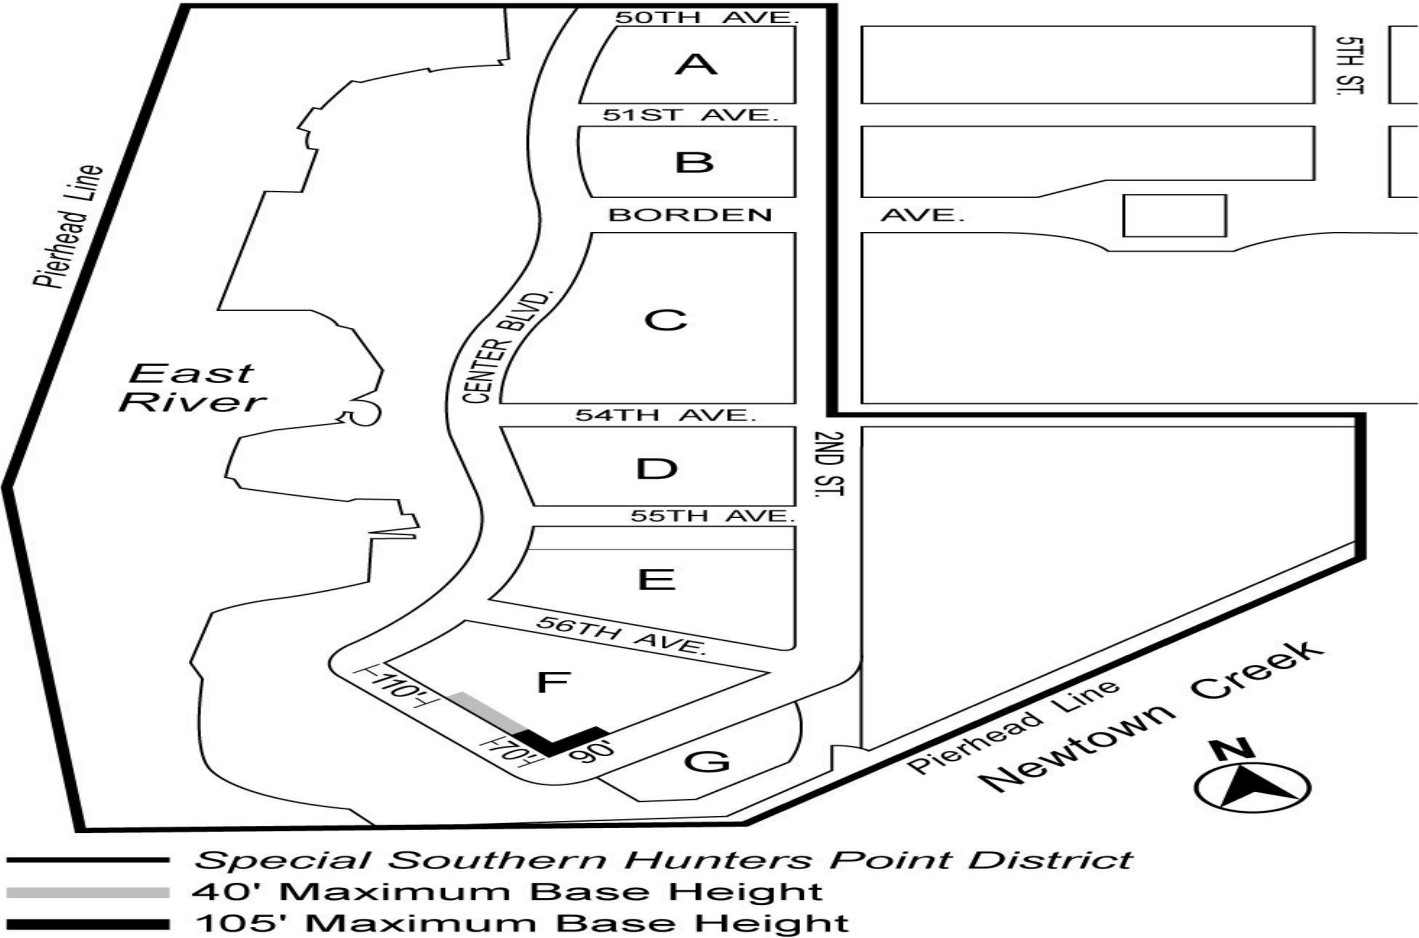 50TH AVE.
A
5TH ST.
51ST AVE.
B
BORDEN AVE.
Pierhead Line
CENTER BLVD.
C
East
River
54TH AVE.
2ND ST.
D
55TH AVE.
E
56TH AVE.
F
110'
70'
90'
G
Pierhead Line
Newtown Creek
N
Special Southern Hunters Point District
40' Maximum Base Height
105' Maximum Base Height